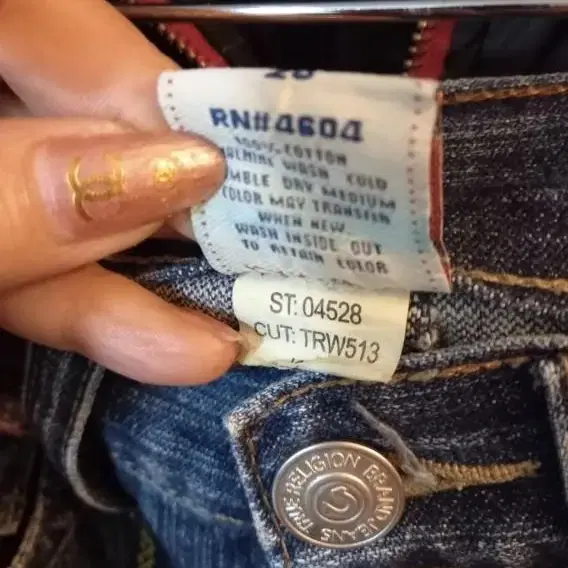 RN#4604
100% COTTON
MACHINE WASH COLD
TUMBLE DRY MEDIUM
COLOR MAY TRANSFER
WHEN NEW
WASH INSIDE OUT
TO RETAIN COLOR
ST: 04528
CUT: TRW513
TRUE RELIGION BRAND JEANS